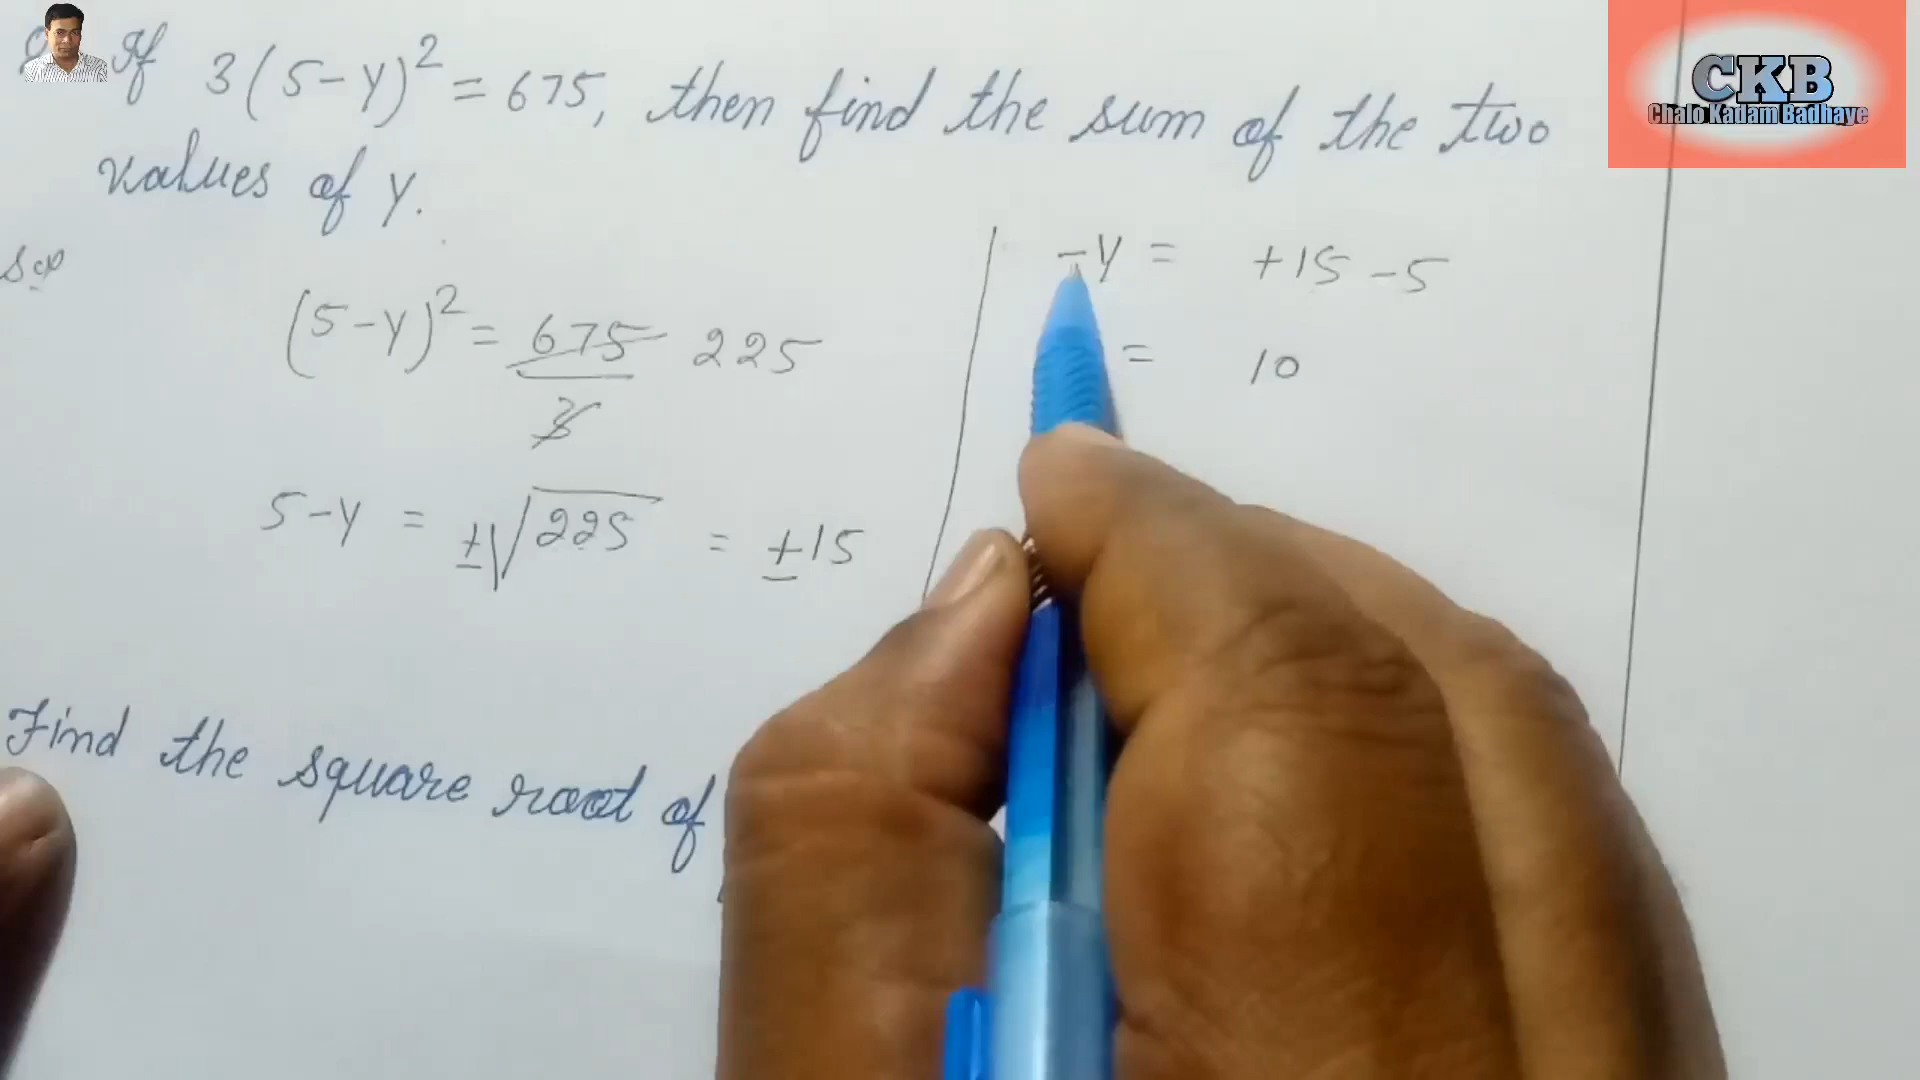 If 3(5-y)² = 675, then find the sum of the two
values of y.
(5-y)² = 675/3 225
5-y = ±√225 = ±15
-y = +15 -5
= 10
Find the square root of
CKB
Chalo Kadam Badhaye